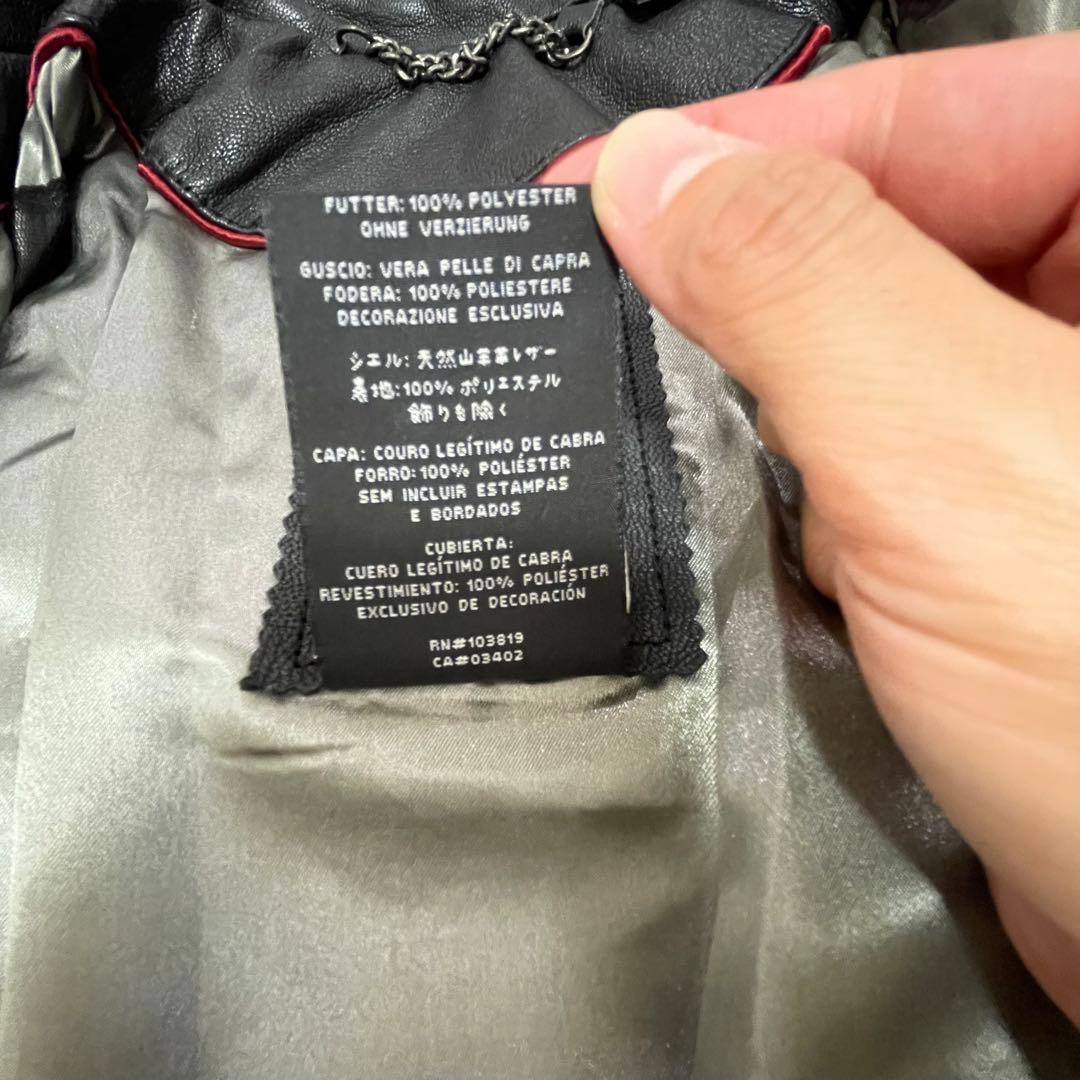 FUTTER: 100% POLYESTER
OHNE VERZIERUNG
GUSCIO: VERA PELLE DI CAPRA
FODERA: 100% POLIESTERE
DECORAZIONE ESCLUSIVA
シエル: 天然山羊革レザー
裏地:100% ポリエステル
飾りを除く
CAPA: COURO LEGÍTIMO DE CABRA
FORRO: 100% POLIÉSTER
SEM INCLUIR ESTAMPAS
E BORDADOS
CUBIERTA:
CUERO LEGÍTIMO DE CABRA
REVESTIMIENTO: 100% POLIÉSTER
EXCLUSIVO DE DECORACIÓN
RN#103819
CA#03402